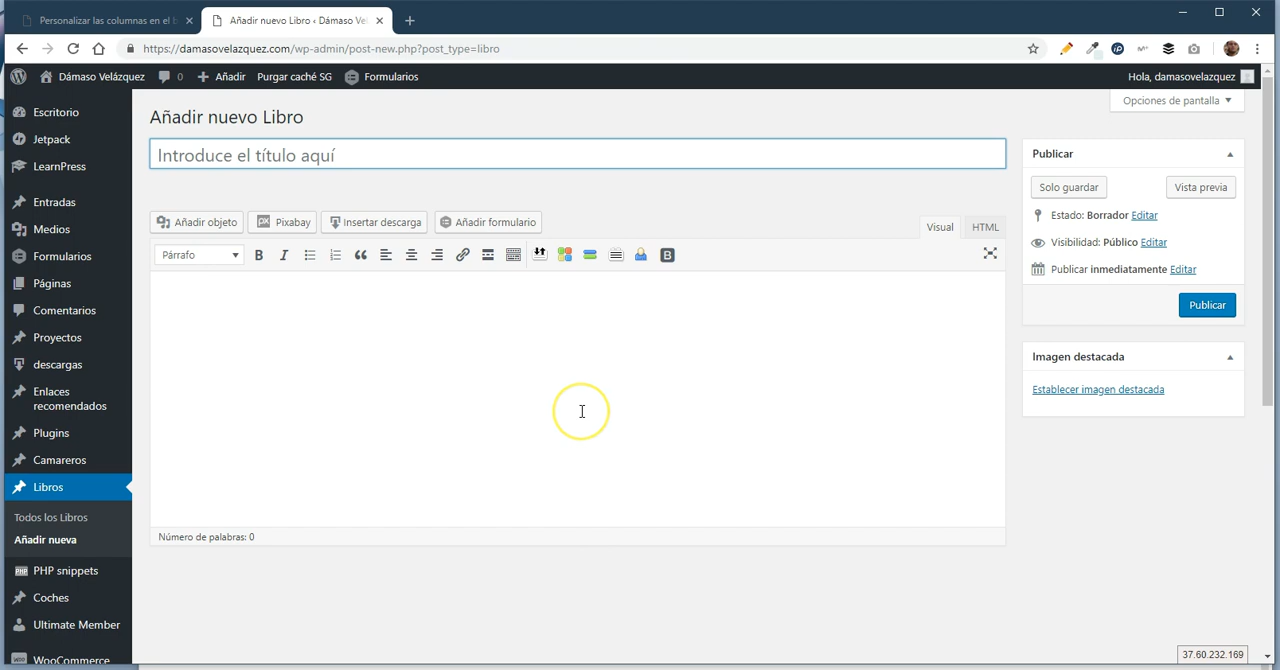 Personalizar las columnas en el b
Añadir nuevo Libro ‹ Dámaso Vel
https://damasovelazquez.com/wp-admin/post-new.php?post_type=libro
Dámaso Velázquez
0
Añadir
Purgar caché SG
Formularios
Hola, damasovelazquez
Opciones de pantalla
Escritorio
Jetpack
LearnPress
Entradas
Medios
Formularios
Páginas
Comentarios
Proyectos
descargas
Enlaces
recomendados
Plugins
Camareros
Libros
Todos los Libros
Añadir nueva
PHP snippets
Coches
Ultimate Member
WooCommerce
Añadir nuevo Libro
Introduce el título aquí
Añadir objeto
Pixabay
Insertar descarga
Añadir formulario
Visual
HTML
Párrafo
B
I
B
Número de palabras: 0
Publicar
Solo guardar
Vista previa
Estado: Borrador Editar
Visibilidad: Público Editar
Publicar inmediatamente Editar
Publicar
Imagen destacada
Establecer imagen destacada
37.60.232.169